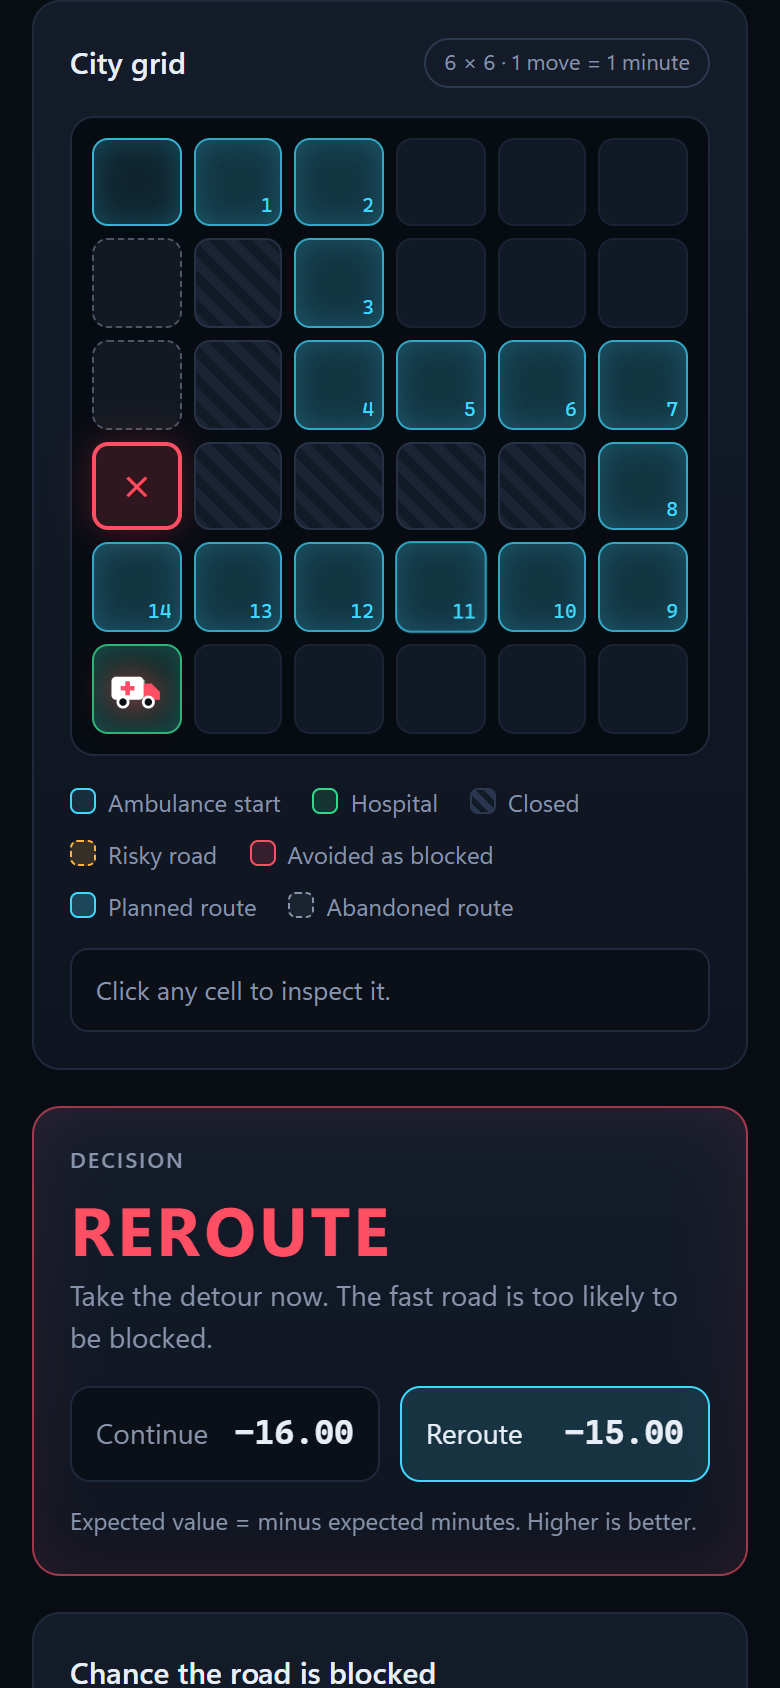 City grid
6 × 6 · 1 move = 1 minute
1
2
3
4
5
6
7
×
8
14
13
12
11
10
9
Ambulance start
Hospital
Closed
Risky road
Avoided as blocked
Planned route
Abandoned route
Click any cell to inspect it.
DECISION
REROUTE
Take the detour now. The fast road is too likely to
be blocked.
Continue
−16.00
Reroute
−15.00
Expected value = minus expected minutes. Higher is better.
Chance the road is blocked